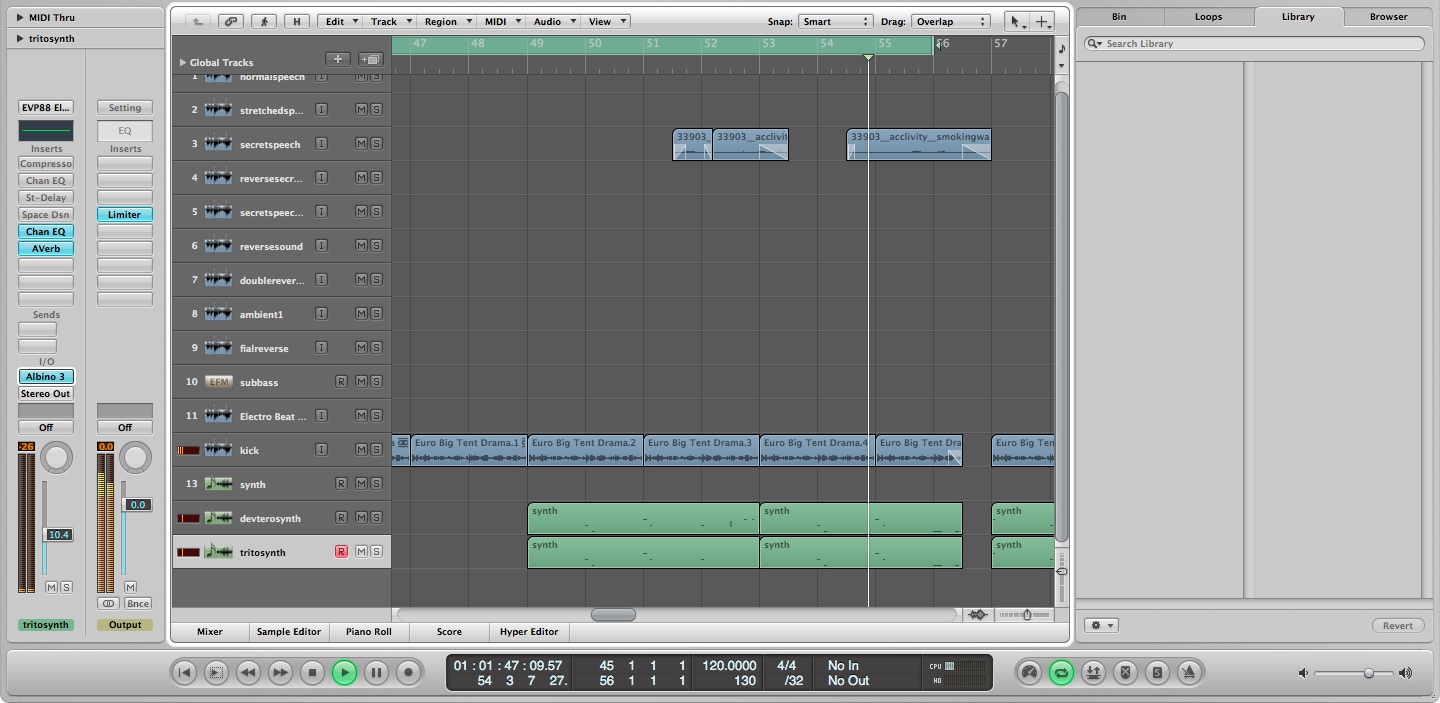 MIDI Thru
tritosynth
EVP88 El...
Setting
EQ
Inserts
Inserts
Compresso
Chan EQ
St-Delay
Space Dsn
Limiter
Chan EQ
AVerb
Sends
I/O
Albino 3
Stereo Out
Off
Off
-26
0.0
0.0
10.4
M S
M
Bnce
tritosynth
Output
H
Edit
Track
Region
MIDI
Audio
View
Snap: Smart
Drag: Overlap
47 48 49 50 51 52 53 54 55 56 57
Global Tracks
1 normalspeech I M S
2 stretchedsp... I M S
3 secretspeech I M S
33903_
33903__acclivit
33903__acclivity__smokingwa
4 reversesecr... I M S
5 secretspeec... I M S
6 reversesound I M S
7 doublerever... I M S
8 ambient1 I M S
9 fialreverse I M S
10 EFM subbass R M S
11 Electro Beat ... I M S
kick I M S
Euro Big Tent Drama.1
Euro Big Tent Drama.2
Euro Big Tent Drama.3
Euro Big Tent Drama.4
Euro Big Tent Dra
Euro Big Ten
13 synth R M S
devterosynth R M S
synth
synth
synth
tritosynth R M S
synth
synth
synth
Mixer
Sample Editor
Piano Roll
Score
Hyper Editor
Bin
Loops
Library
Browser
Search Library
Revert
01 : 01 : 47 : 09.57
54 3 7 27.
45 1 1 1
56 1 1 1
120.0000
130
4/4
/32
No In
No Out
CPU
HD
S